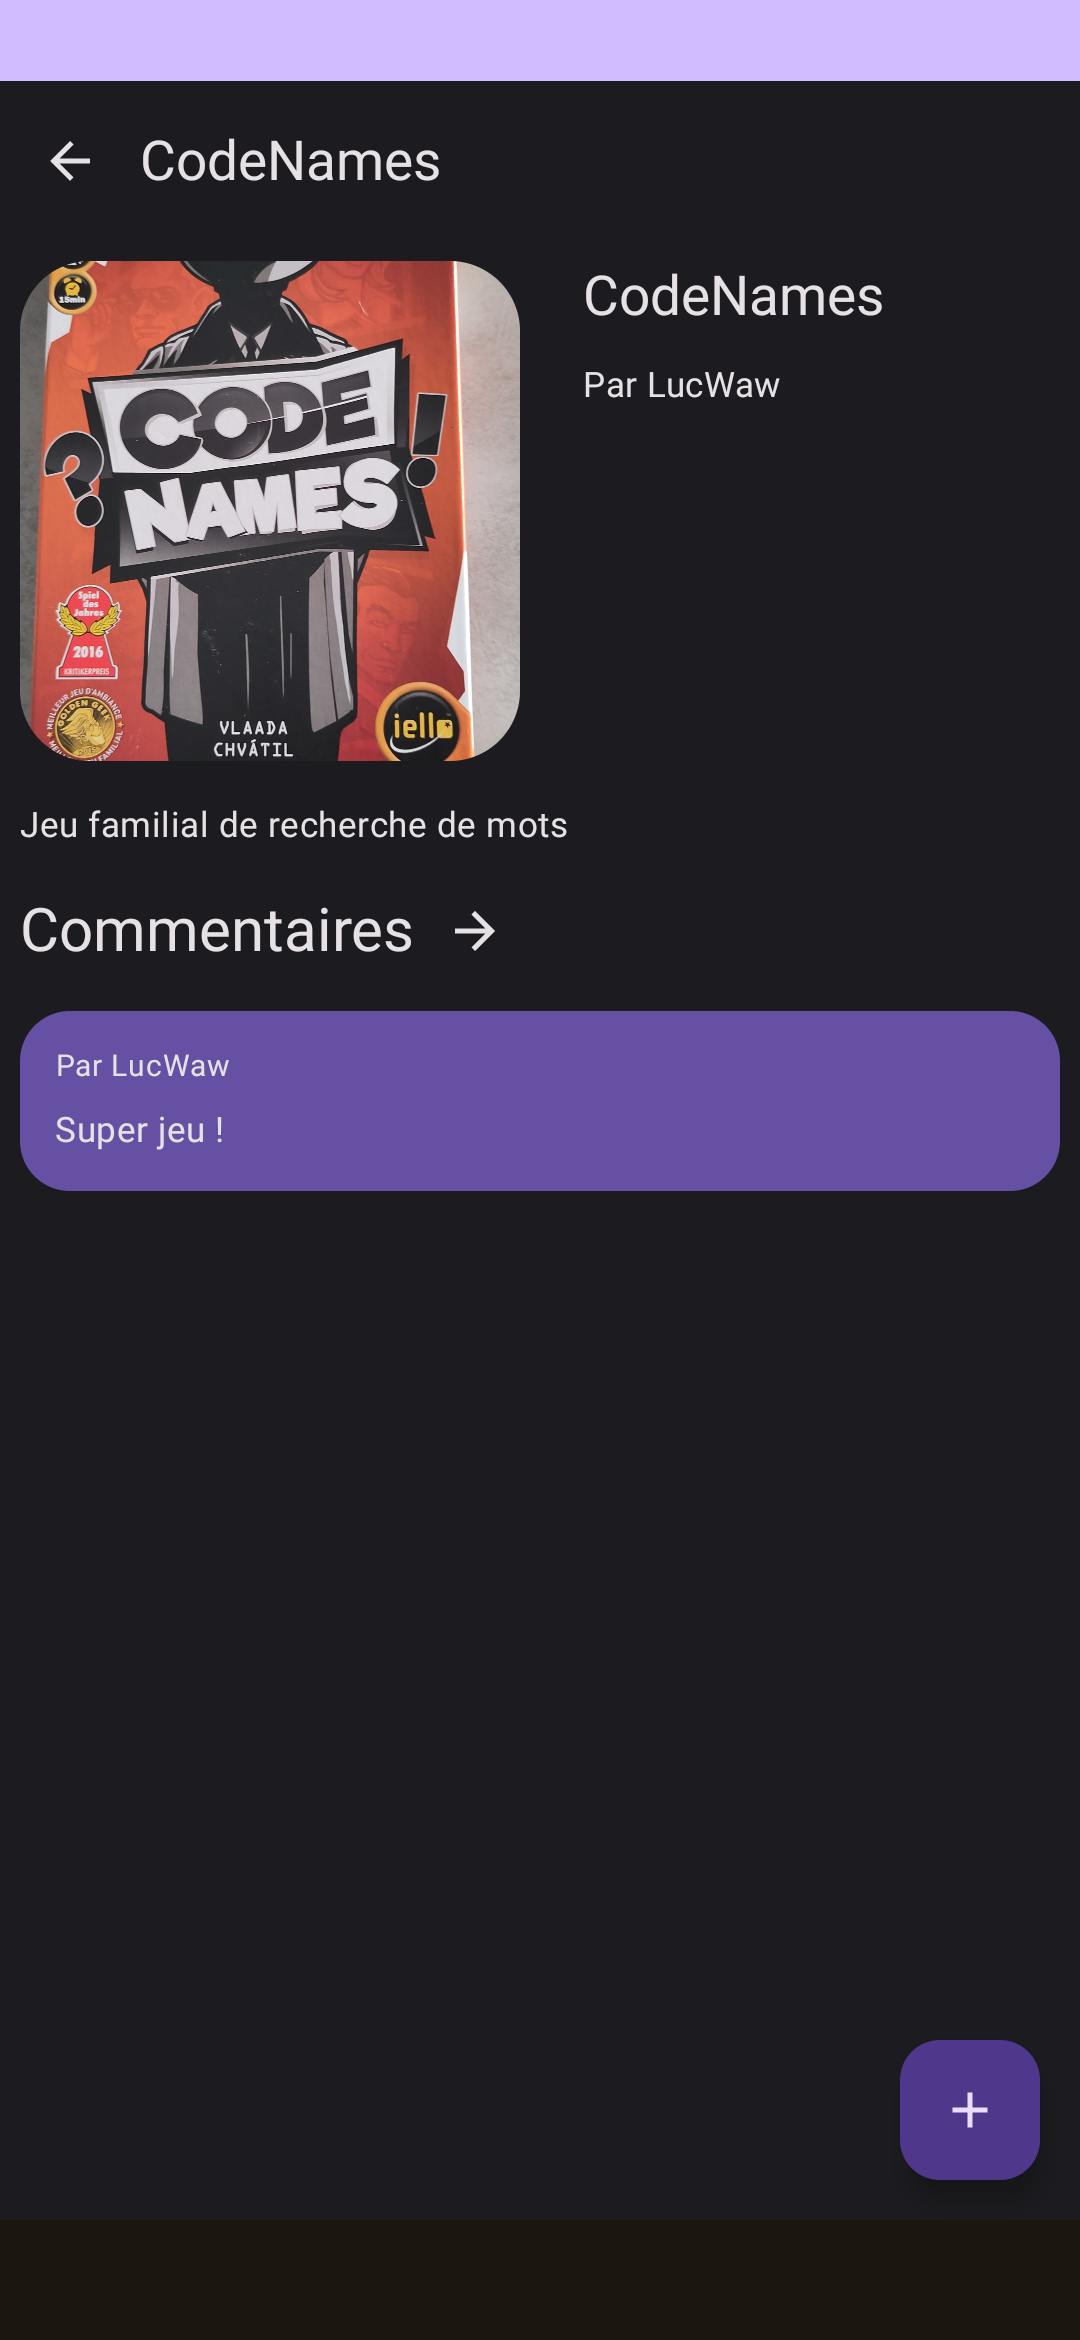 CodeNames
15min
CODE
NAMES
?
!
Spiel
des
Jahres
2016
KRITIKERPREIS
MEILLEUR JEU D'AMBIANCE
GOLDEN GEEK
VLAADA
CHVÁTIL
iello
CodeNames
Par LucWaw
Jeu familial de recherche de mots
Commentaires
Par LucWaw
Super jeu !